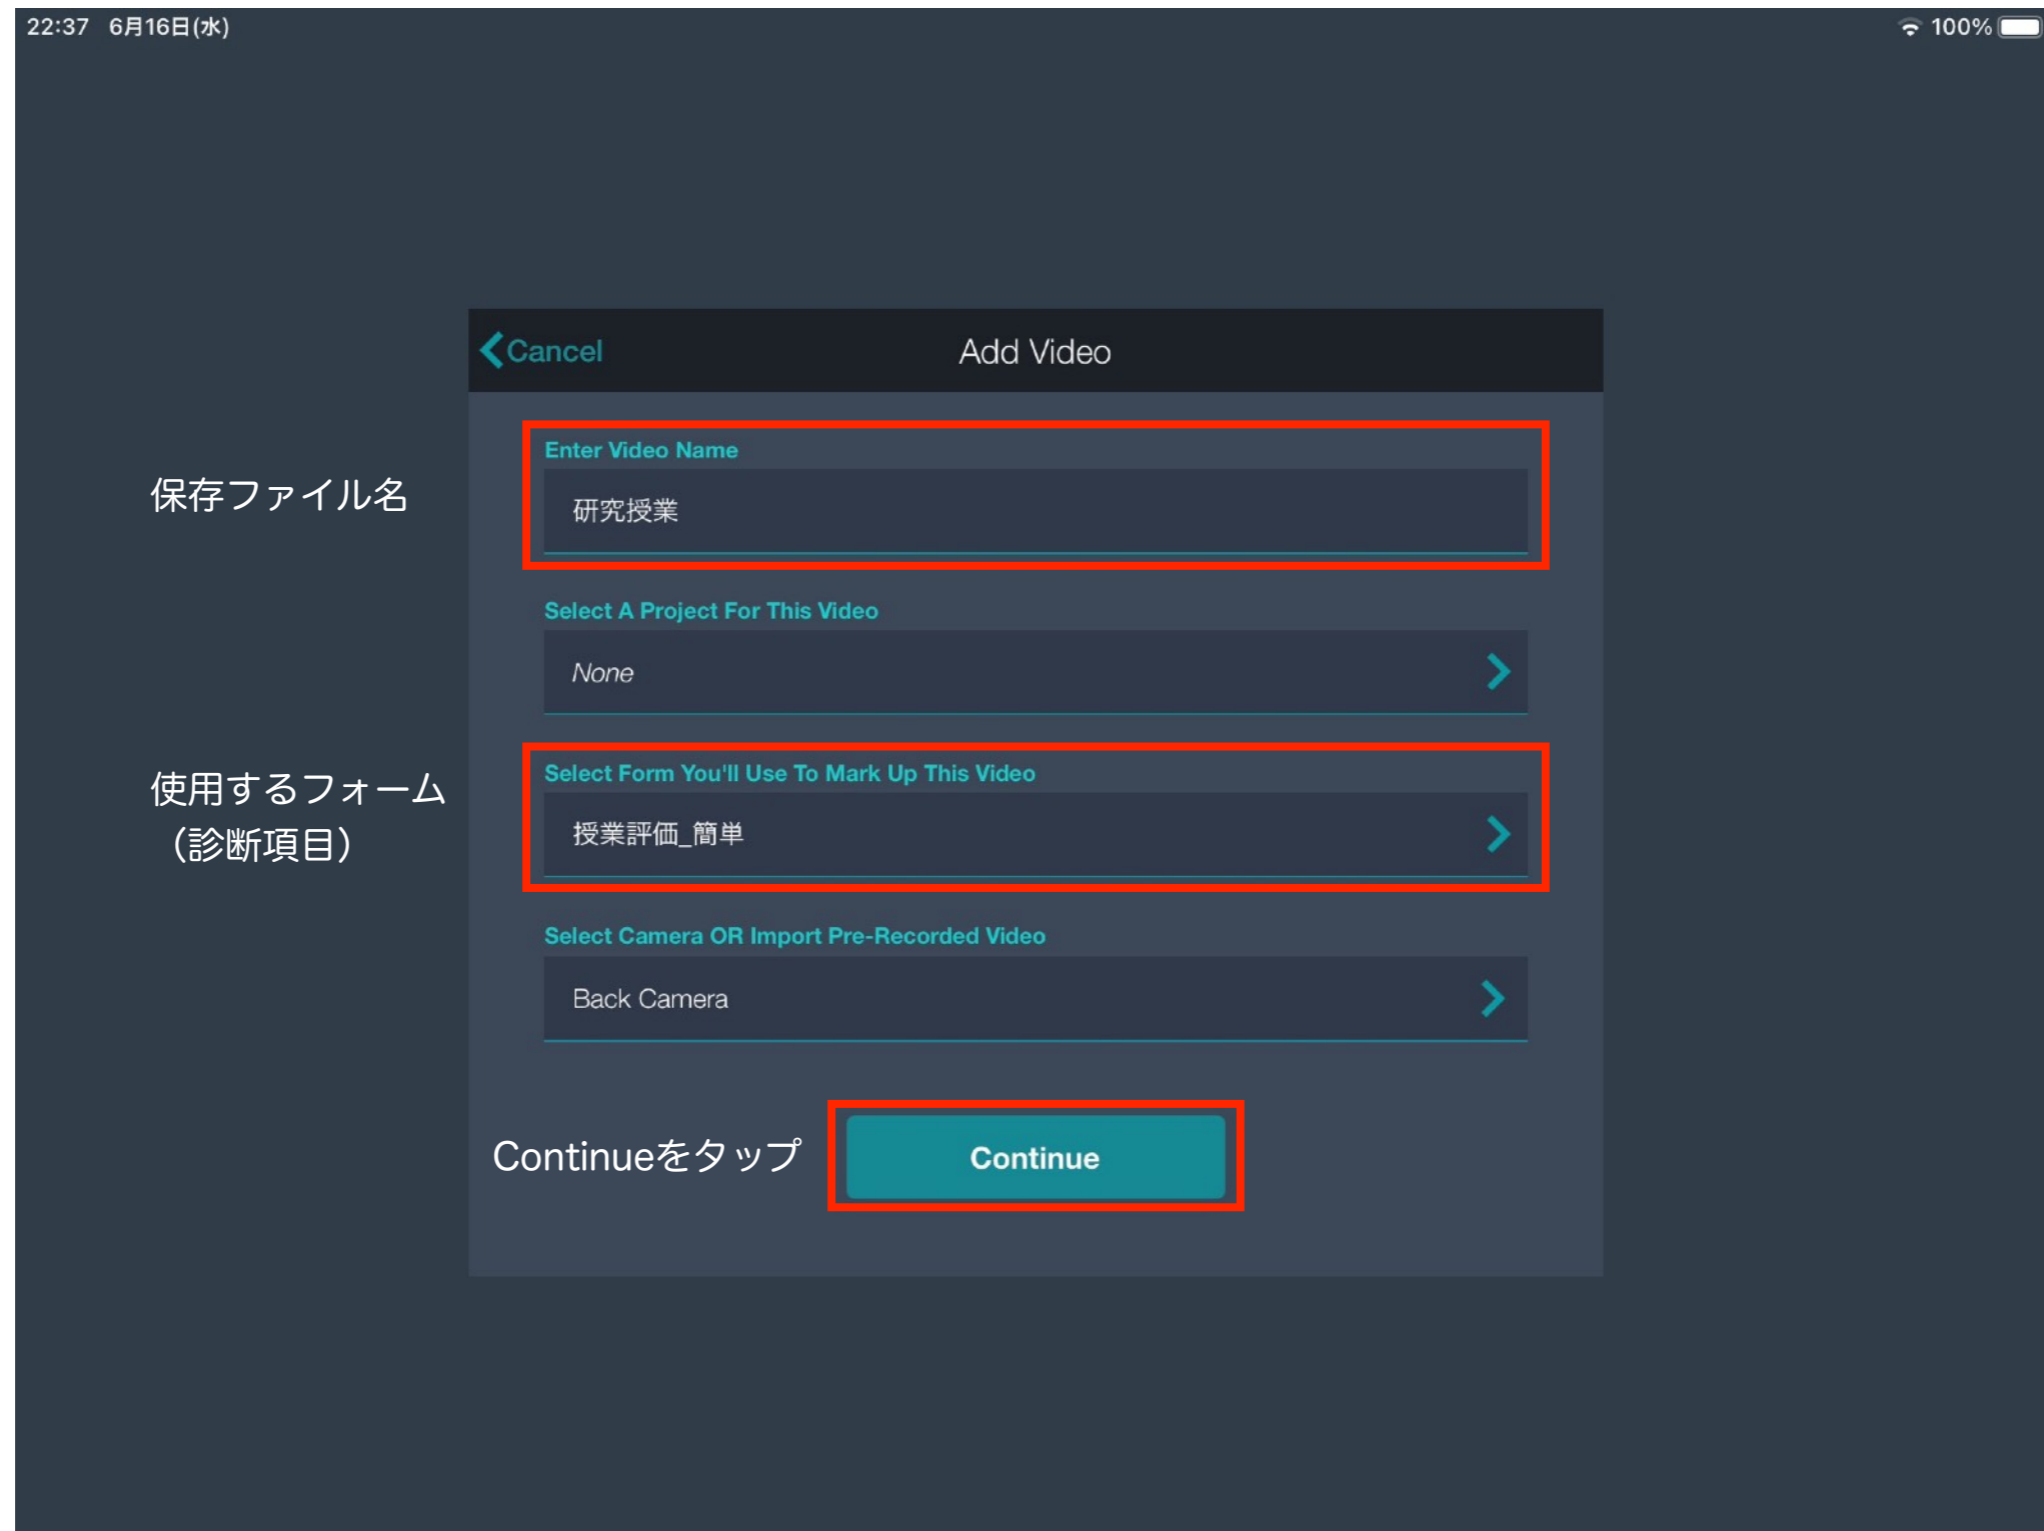 22:37 6月16日(水)
100%
Cancel
Add Video
Enter Video Name
保存ファイル名
研究授業
Select A Project For This Video
None
Select Form You'll Use To Mark Up This Video
使用するフォーム
（診断項目）
授業評価_簡単
Select Camera OR Import Pre-Recorded Video
Back Camera
Continueをタップ
Continue